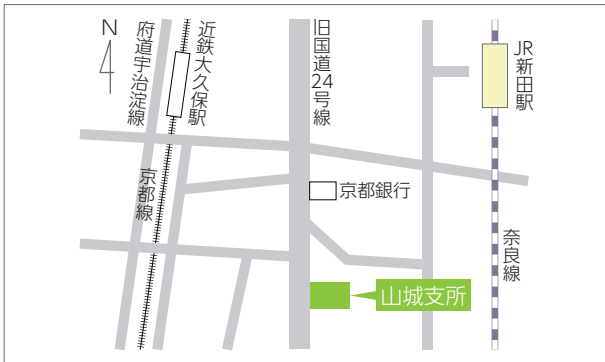 N
府道宇治淀線
近鉄大久保駅
旧国道24号線
JR新田駅
京都線
京都銀行
奈良線
山城支所